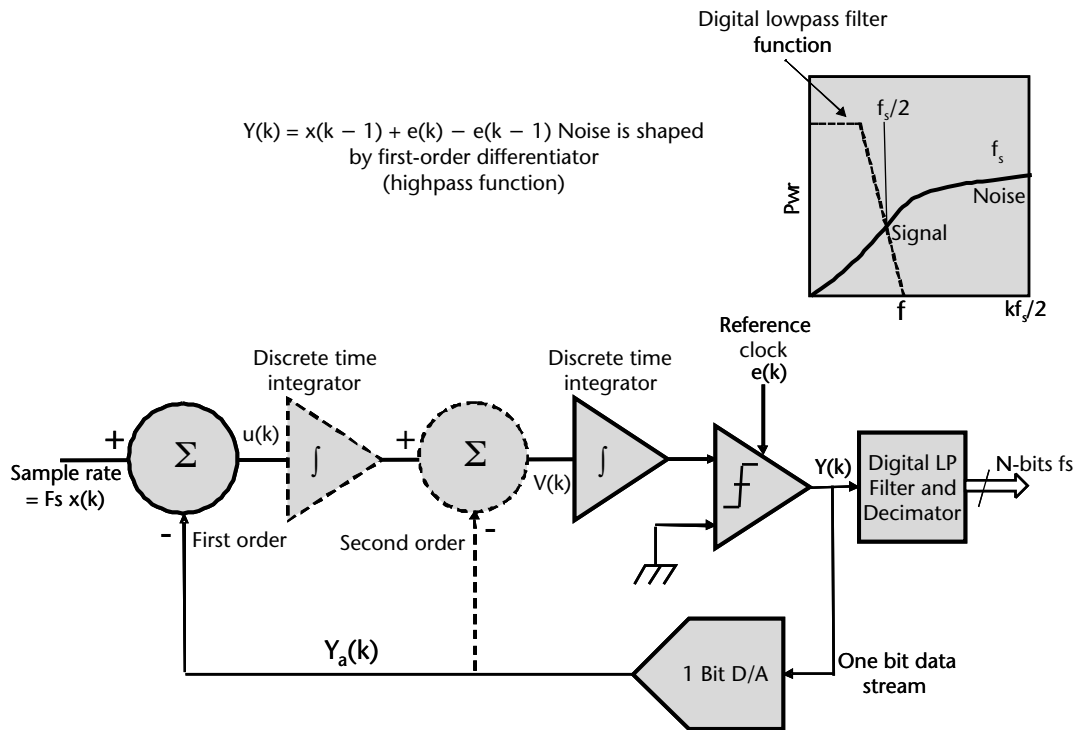 Digital lowpass filter
function
Y(k) = x(k − 1) + e(k) − e(k − 1) Noise is shaped
by first-order differentiator
(highpass function)
Pwr
fs/2
fs
Noise
Signal
f
kfs/2
Reference
clock
e(k)
Discrete time
integrator
Discrete time
integrator
+
Σ
u(k)
∫
+
Σ
V(k)
∫
Y(k)
Digital LP
Filter and
Decimator
N-bits fs
Sample rate
= Fs x(k)
-
First order
Second order
-
Ya(k)
1 Bit D/A
One bit data
stream